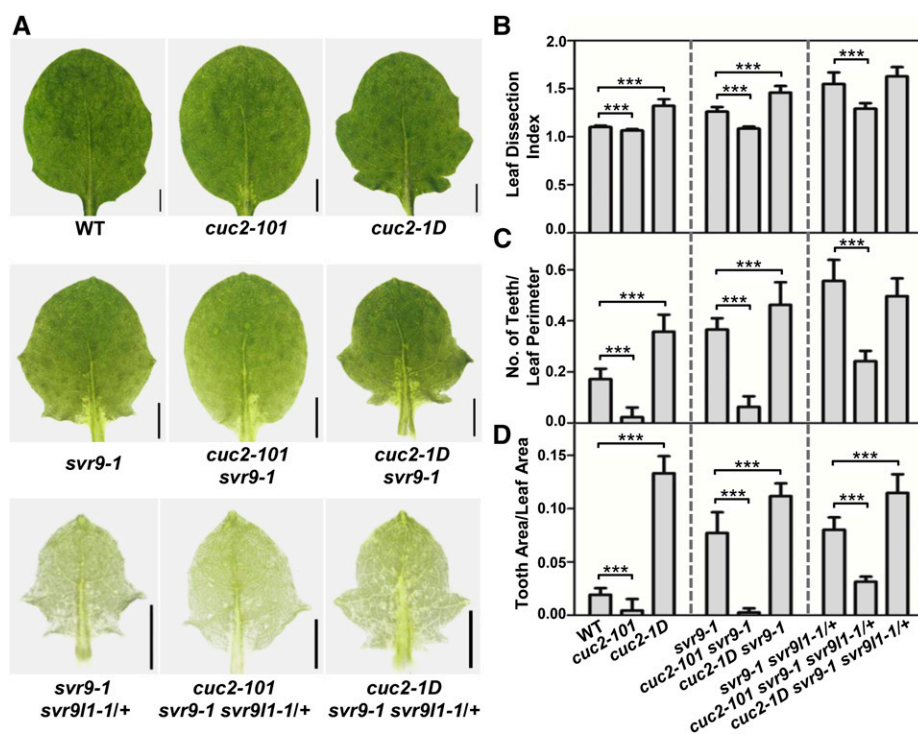 A
WT
cuc2-101
cuc2-1D
svr9-1
cuc2-101
svr9-1
cuc2-1D
svr9-1
svr9-1
svr9l1-1/+
cuc2-101
svr9-1 svr9l1-1/+
cuc2-1D
svr9-1 svr9l1-1/+
B
Leaf Dissection
Index
2.0
1.5
1.0
0.5
0.0
***
***
***
***
***
C
No. of Teeth/
Leaf Perimeter
0.6
0.4
0.2
0.0
***
***
***
***
***
D
Tooth Area/Leaf Area
0.15
0.10
0.05
0.00
***
***
***
***
***
***
WT
cuc2-101
cuc2-1D
svr9-1
cuc2-101 svr9-1
cuc2-1D svr9-1
svr9-1 svr9l1-1/+
cuc2-101 svr9-1 svr9l1-1/+
cuc2-1D svr9-1 svr9l1-1/+